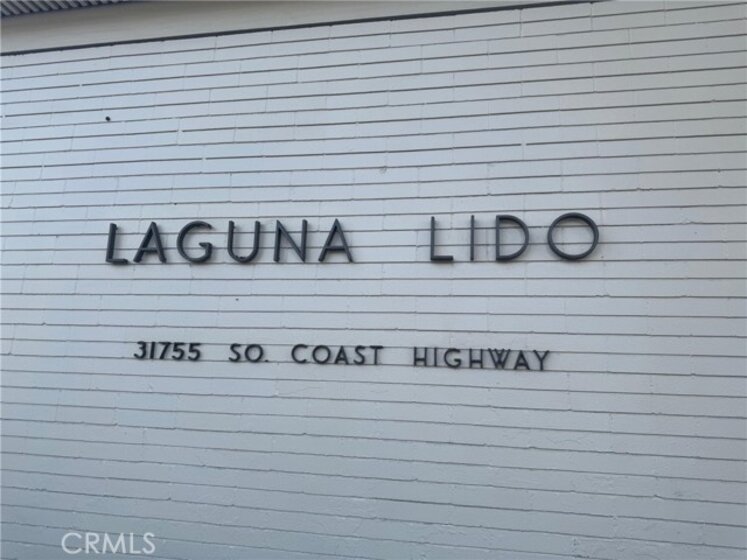 LAGUNA LIDO
31755 SO. COAST HIGHWAY
CRMLS